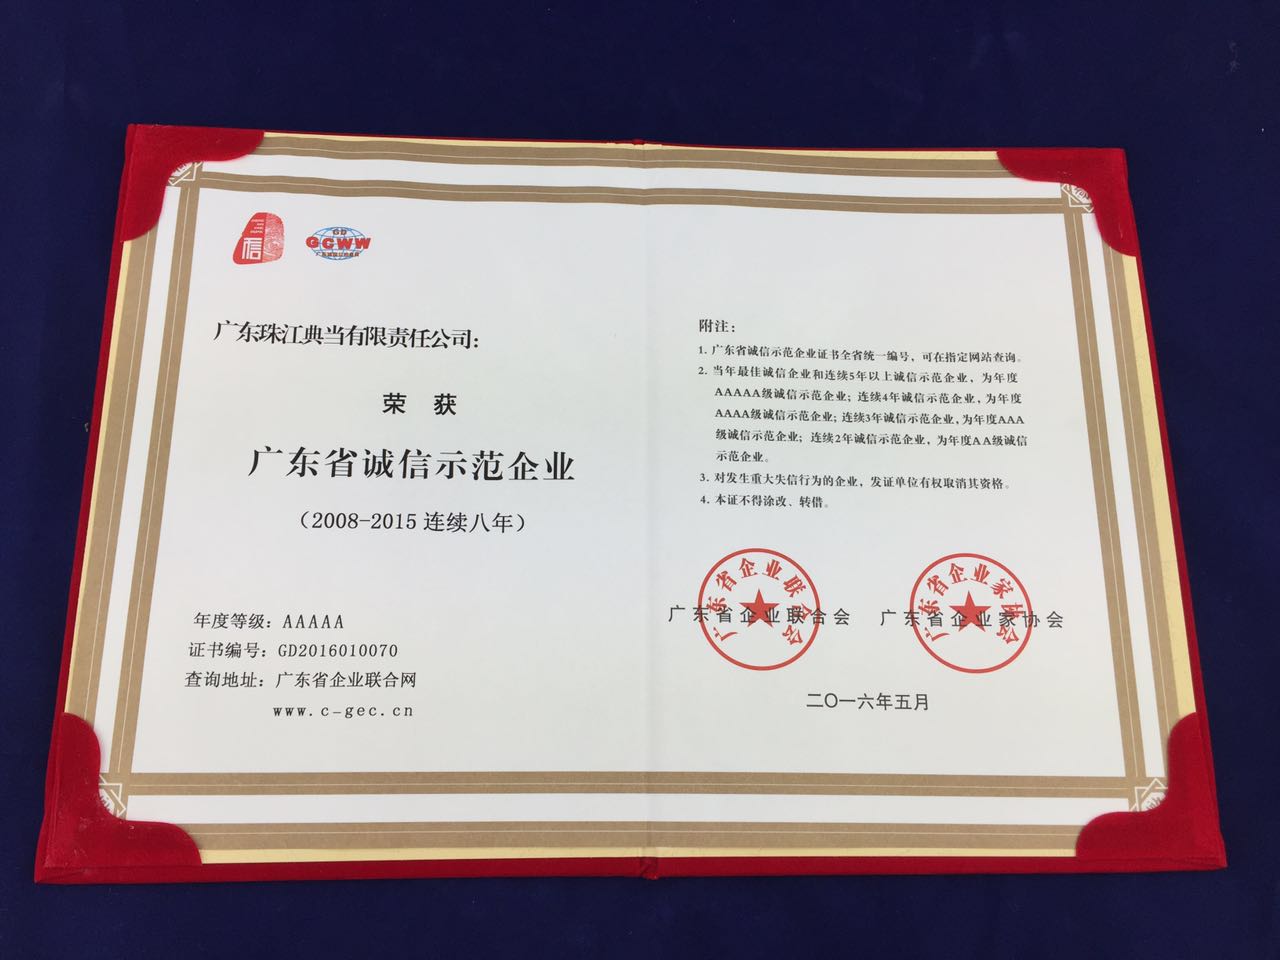 信
GD
GCWW
广东珠江典当有限责任公司：
荣 获
广东省诚信示范企业
（2008-2015 连续八年）
年度等级：AAAAA
证书编号：GD2016010070
查询地址：广东省企业联合网
www.c-gec.cn
附注：
1. 广东省诚信示范企业证书全省统一编号，可在指定网站查询。
2. 当年最佳诚信企业和连续5年以上诚信示范企业，为年度
AAAAA级诚信示范企业；连续4年诚信示范企业，为年度
AAAA级诚信示范企业；连续3年诚信示范企业，为年度AAA
级诚信示范企业；连续2年诚信示范企业，为年度AA级诚信
示范企业。
3. 对发生重大失信行为的企业，发证单位有权取消其资格。
4. 本证不得涂改、转借。
广东省企业联合会
广东省企业联合会
广东省企业家协会
广东省企业家协会
二〇一六年五月